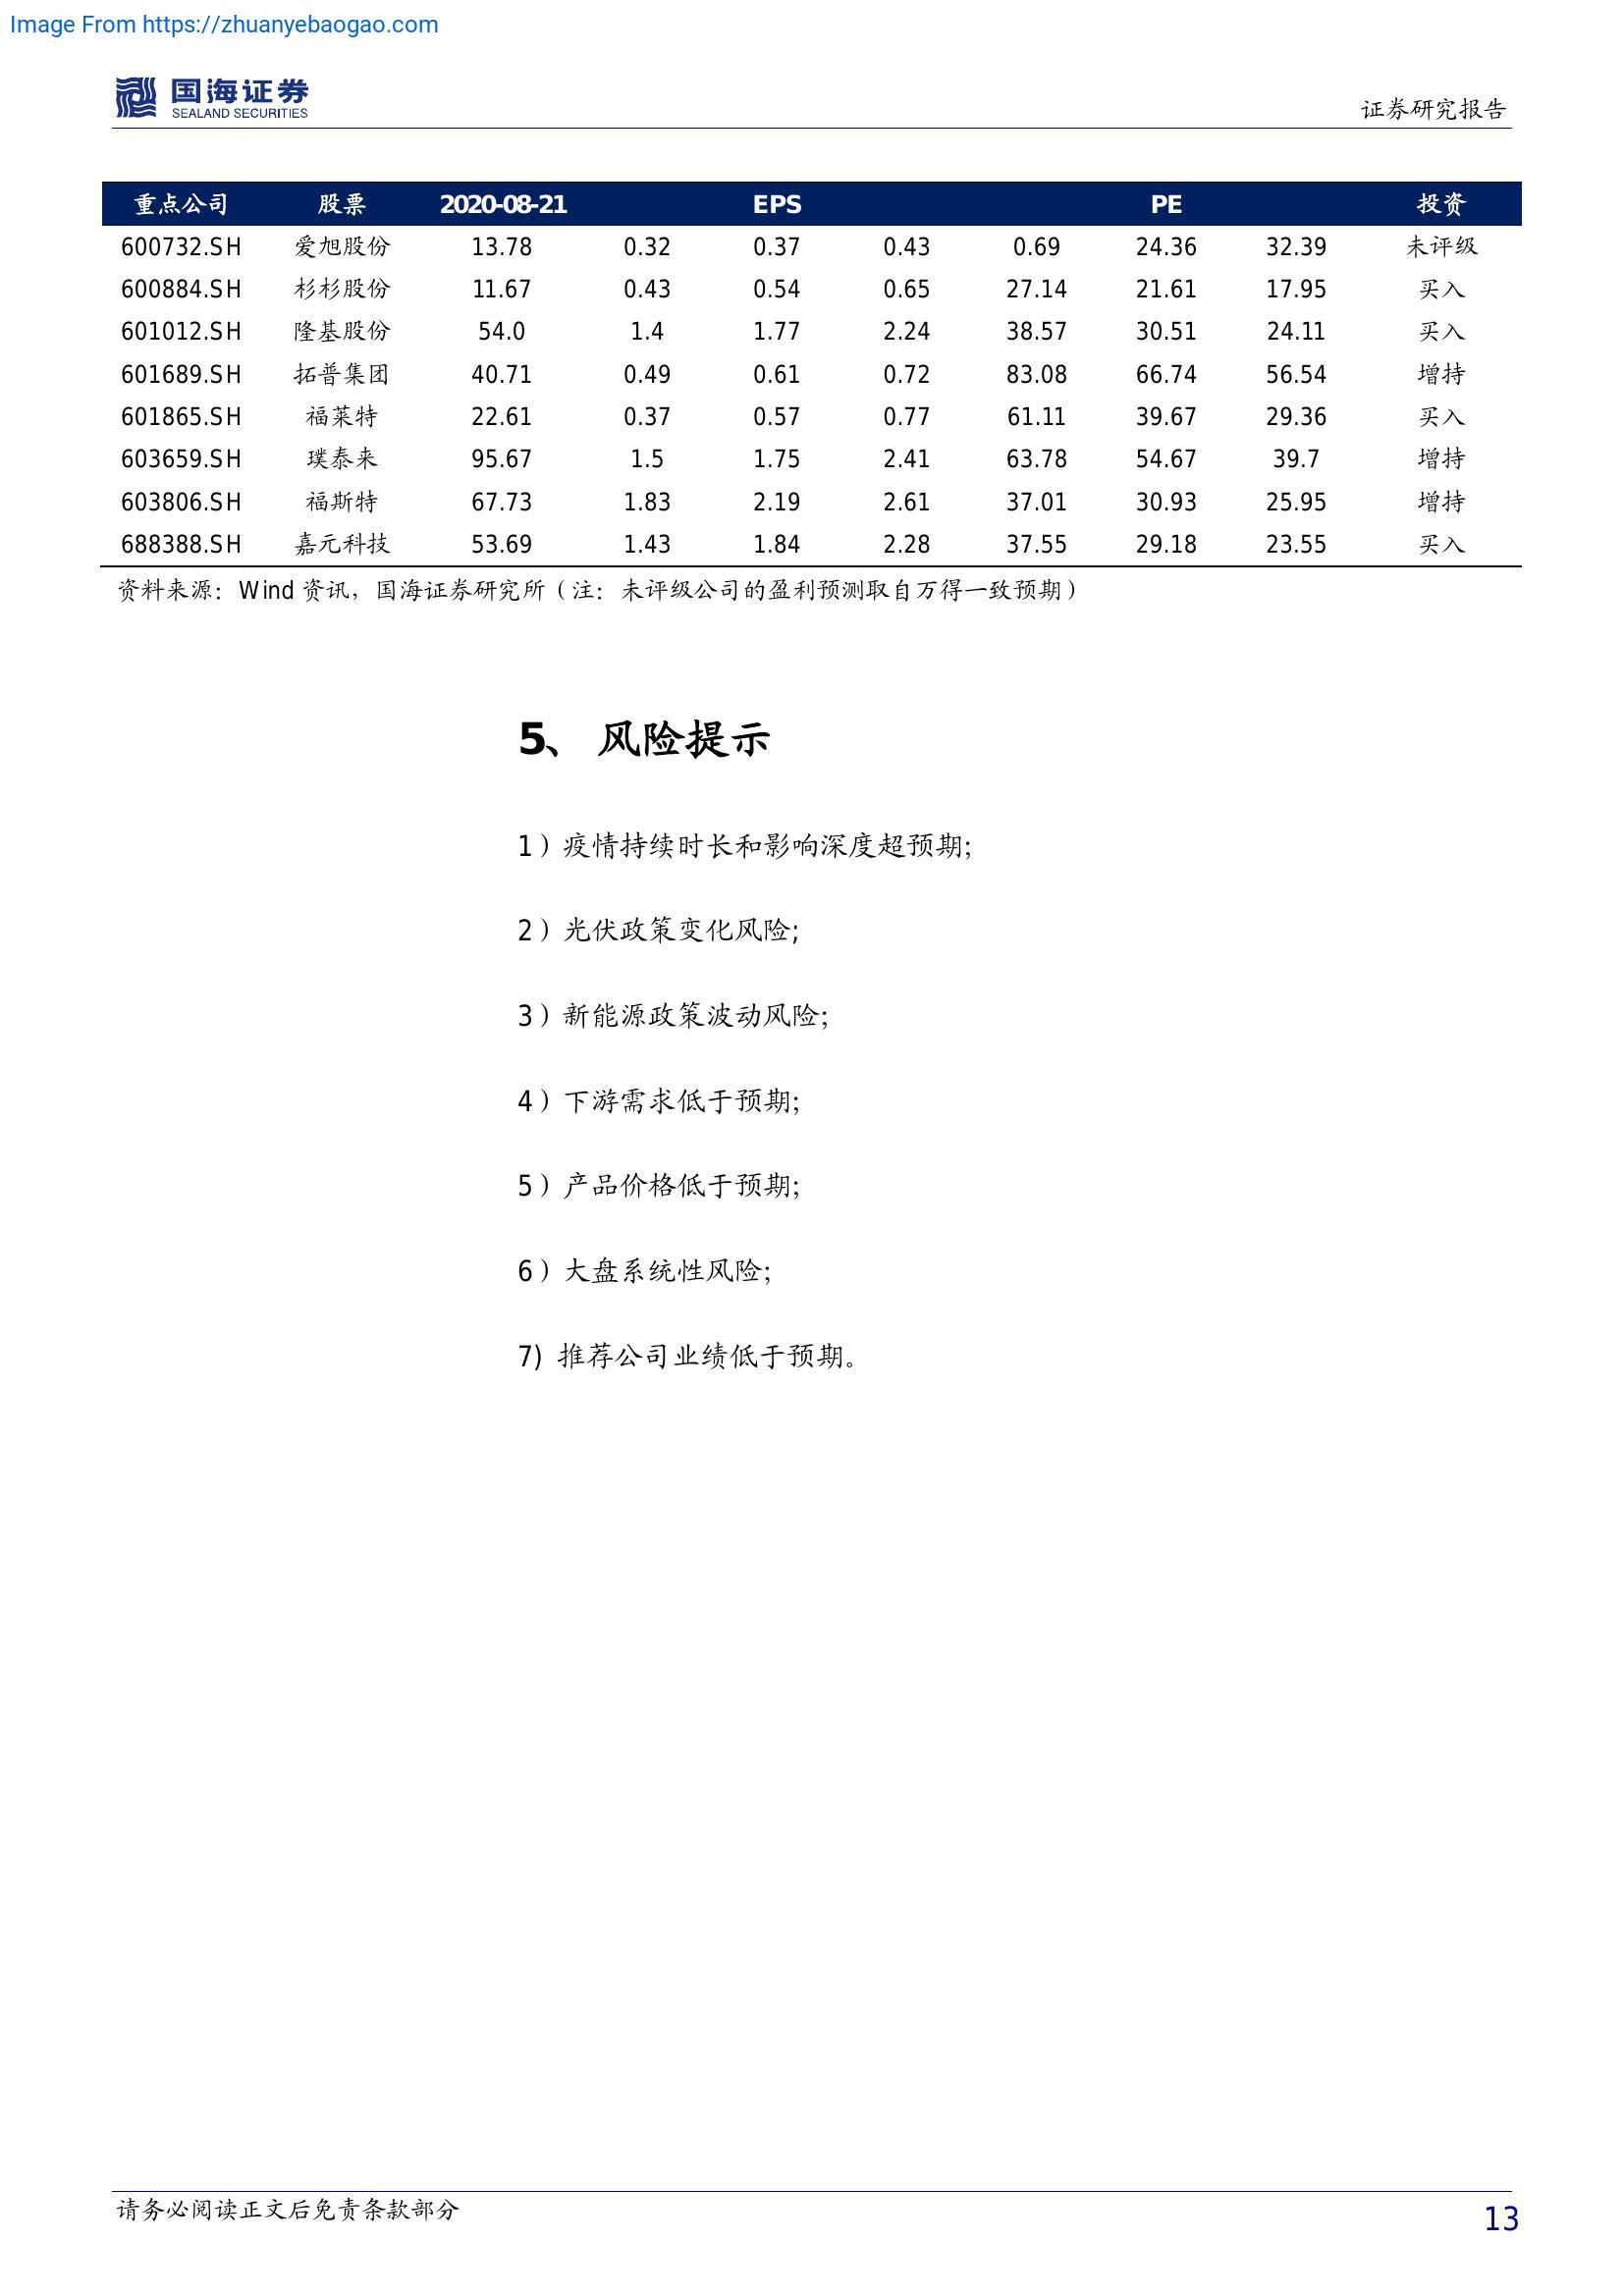 Image From https://zhuanyebaogao.com
国海证券
SEALAND SECURITIES
证券研究报告
重点公司 股票 2020-08-21 EPS PE 投资
600732.SH 爱旭股份 13.78 0.32 0.37 0.43 0.69 24.36 32.39 未评级
600884.SH 杉杉股份 11.67 0.43 0.54 0.65 27.14 21.61 17.95 买入
601012.SH 隆基股份 54.0 1.4 1.77 2.24 38.57 30.51 24.11 买入
601689.SH 拓普集团 40.71 0.49 0.61 0.72 83.08 66.74 56.54 增持
601865.SH 福莱特 22.61 0.37 0.57 0.77 61.11 39.67 29.36 买入
603659.SH 璞泰来 95.67 1.5 1.75 2.41 63.78 54.67 39.7 增持
603806.SH 福斯特 67.73 1.83 2.19 2.61 37.01 30.93 25.95 增持
688388.SH 嘉元科技 53.69 1.43 1.84 2.28 37.55 29.18 23.55 买入
资料来源：Wind 资讯，国海证券研究所（注：未评级公司的盈利预测取自万得一致预期）
5、 风险提示
1）疫情持续时长和影响深度超预期；
2）光伏政策变化风险；
3）新能源政策波动风险；
4）下游需求低于预期；
5）产品价格低于预期；
6）大盘系统性风险；
7) 推荐公司业绩低于预期。
请务必阅读正文后免责条款部分
13